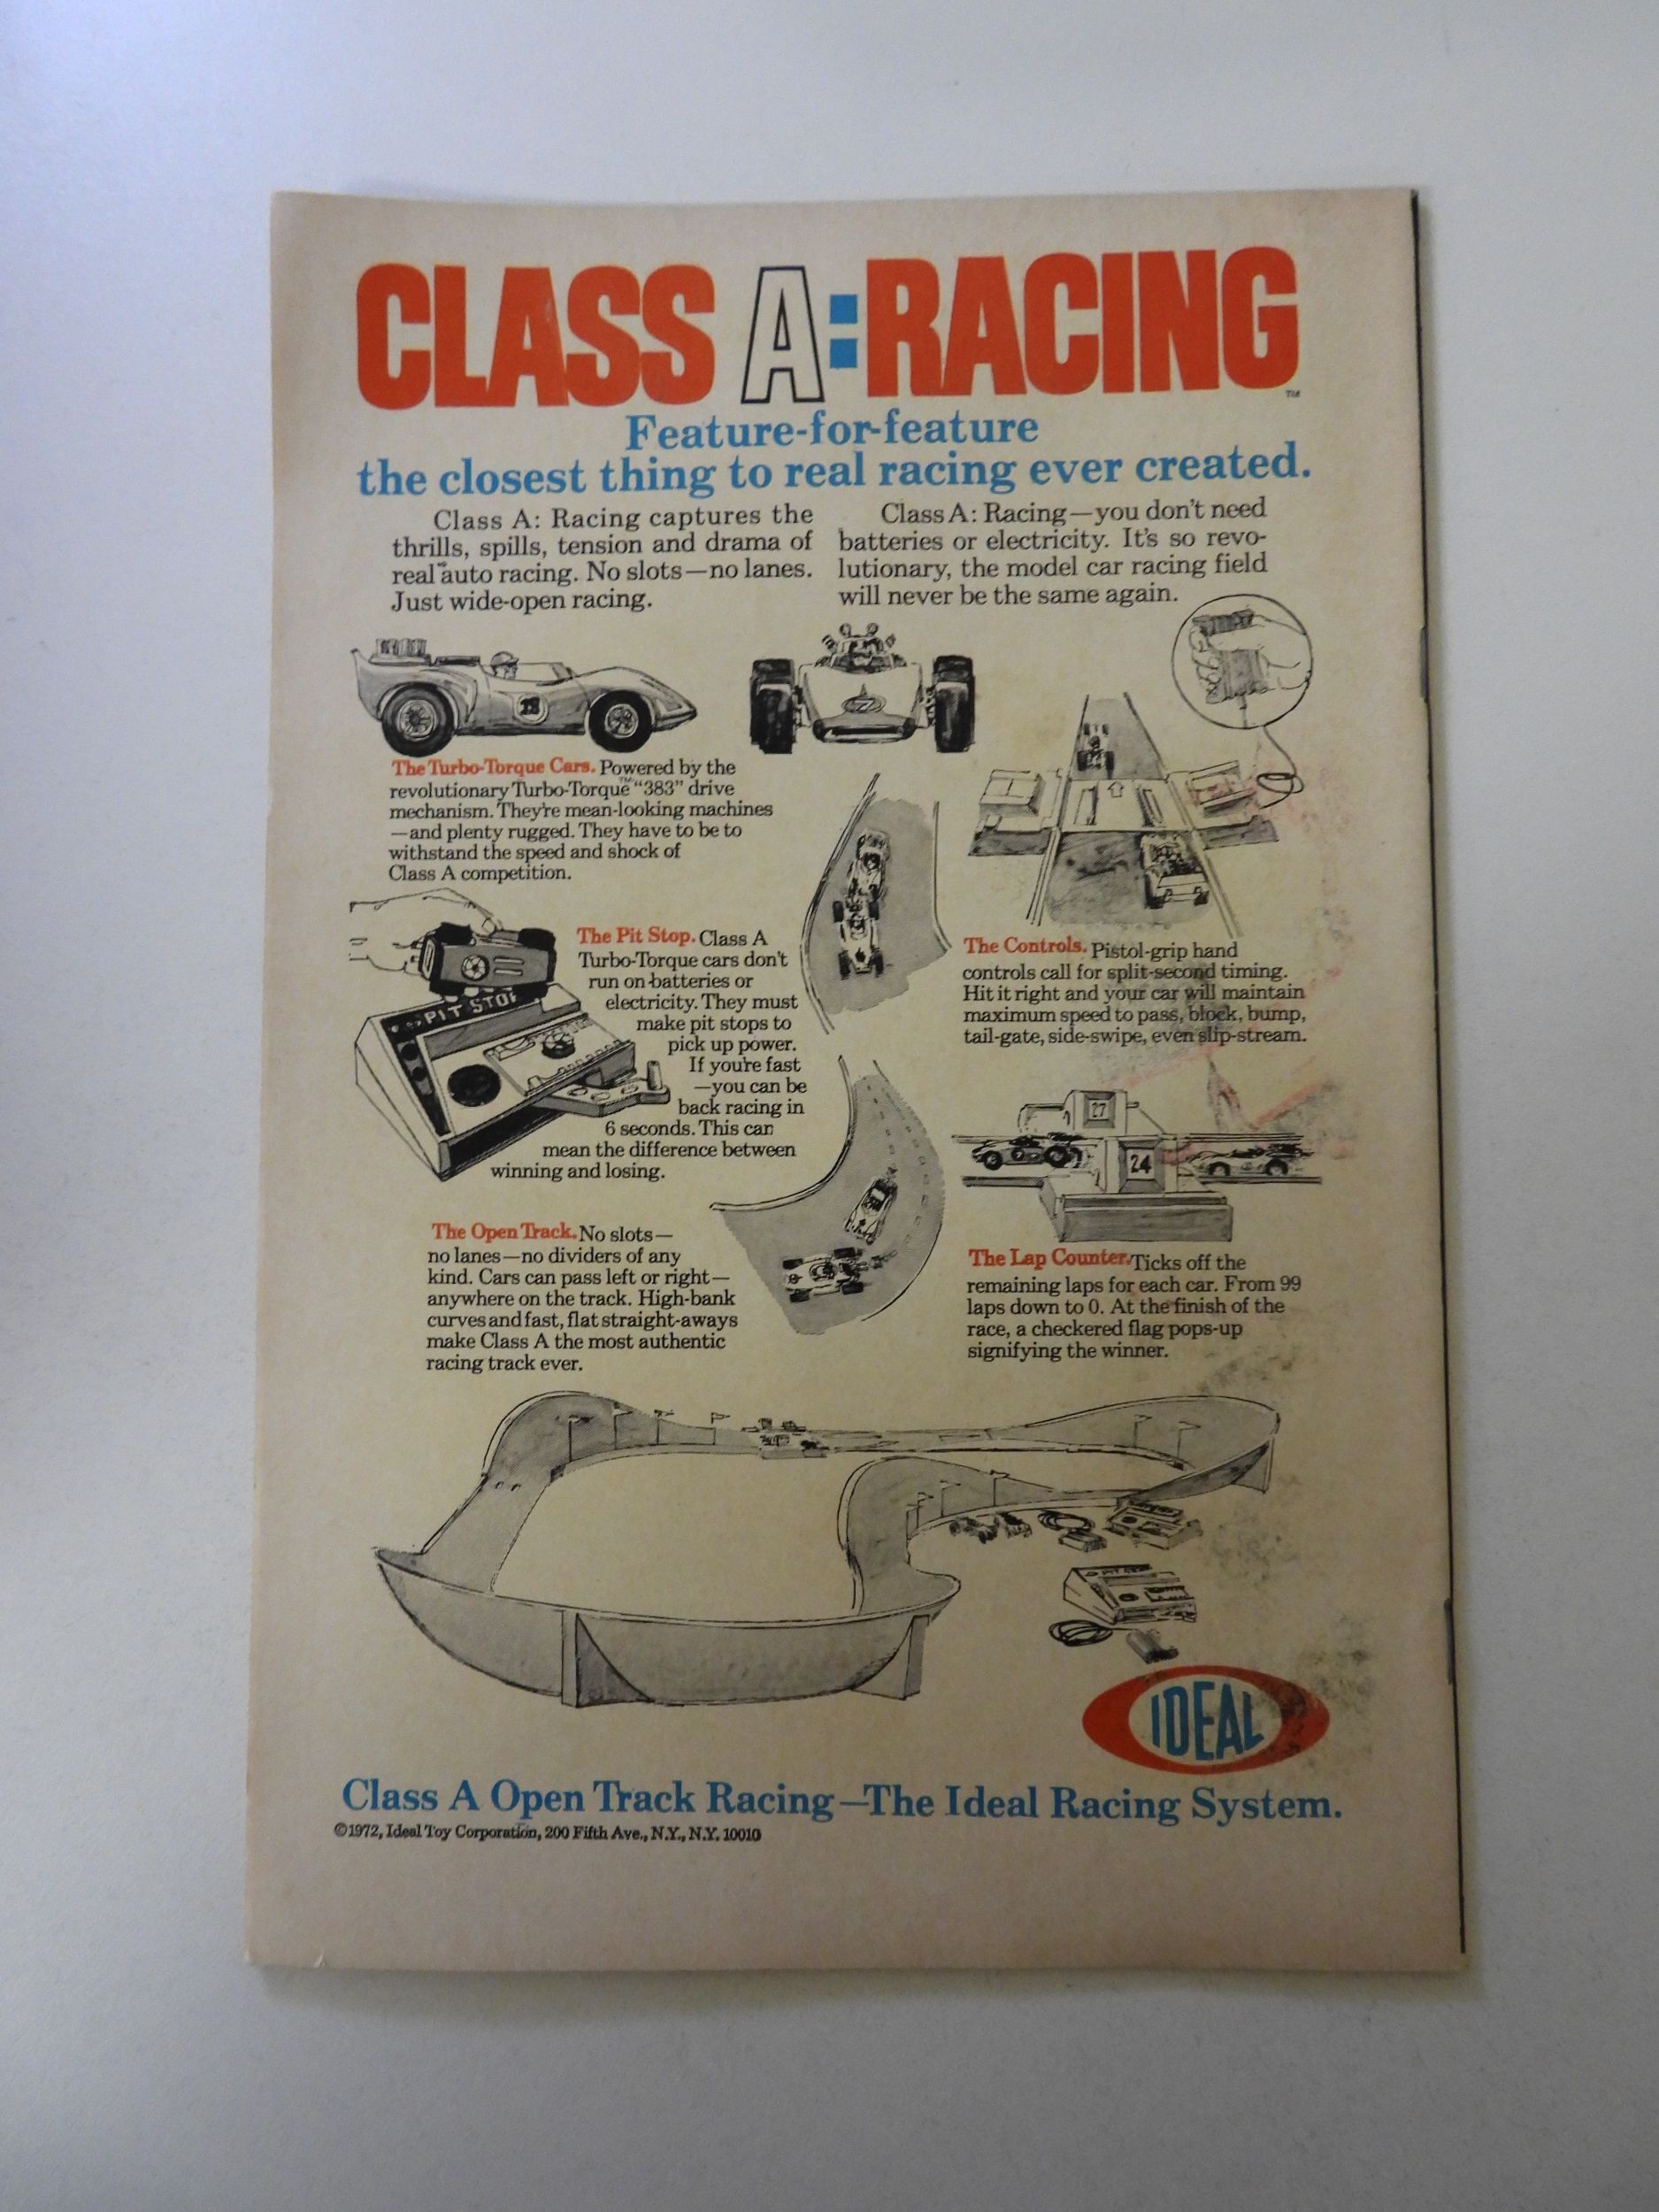 CLASS A:RACING
TM
Feature-for-feature
the closest thing to real racing ever created.
Class A: Racing captures the
thrills, spills, tension and drama of
real auto racing. No slots—no lanes.
Just wide-open racing.
Class A: Racing—you don't need
batteries or electricity. It's so revo-
lutionary, the model car racing field
will never be the same again.
The Turbo-Torque Cars. Powered by the
revolutionary Turbo-Torque™ "383" drive
mechanism. They're mean-looking machines
—and plenty rugged. They have to be to
withstand the speed and shock of
Class A competition.
PIT STOP
The Pit Stop. Class A
Turbo-Torque cars don't
run on batteries or
electricity. They must
make pit stops to
pick up power.
If you're fast
—you can be
back racing in
6 seconds. This can
mean the difference between
winning and losing.
The Controls. Pistol-grip hand
controls call for split-second timing.
Hit it right and your car will maintain
maximum speed to pass, block, bump,
tail-gate, side-swipe, even slip-stream.
27
24
The Open Track. No slots—
no lanes—no dividers of any
kind. Cars can pass left or right—
anywhere on the track. High-bank
curves and fast, flat straight-aways
make Class A the most authentic
racing track ever.
The Lap Counter. Ticks off the
remaining laps for each car. From 99
laps down to 0. At the finish of the
race, a checkered flag pops-up
signifying the winner.
IDEAL
Class A Open Track Racing—The Ideal Racing System.
©1972, Ideal Toy Corporation, 200 Fifth Ave., N.Y., N.Y. 10010